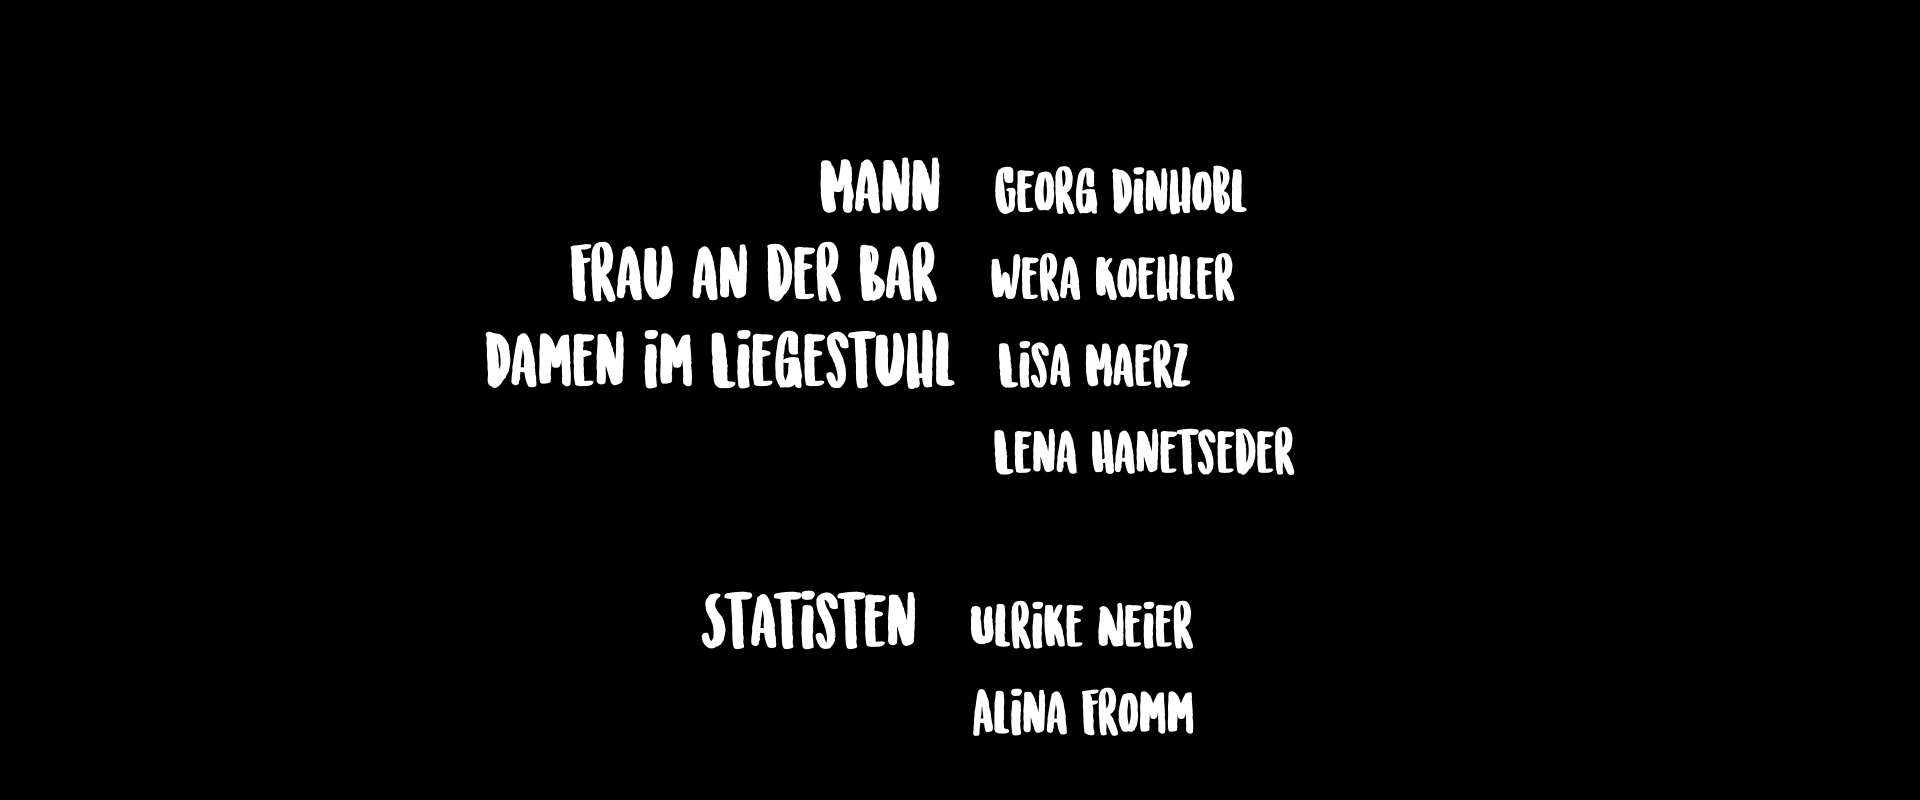 MANN GEORG DiNHOBL
FRAU AN DER BAR WERA KOEHLER
DAMEN iM LiEGESTUHL LiSA MAERZ
LENA HANETSEDER
STATiSTEN ULRiKE NEiER
ALiNA FROMM